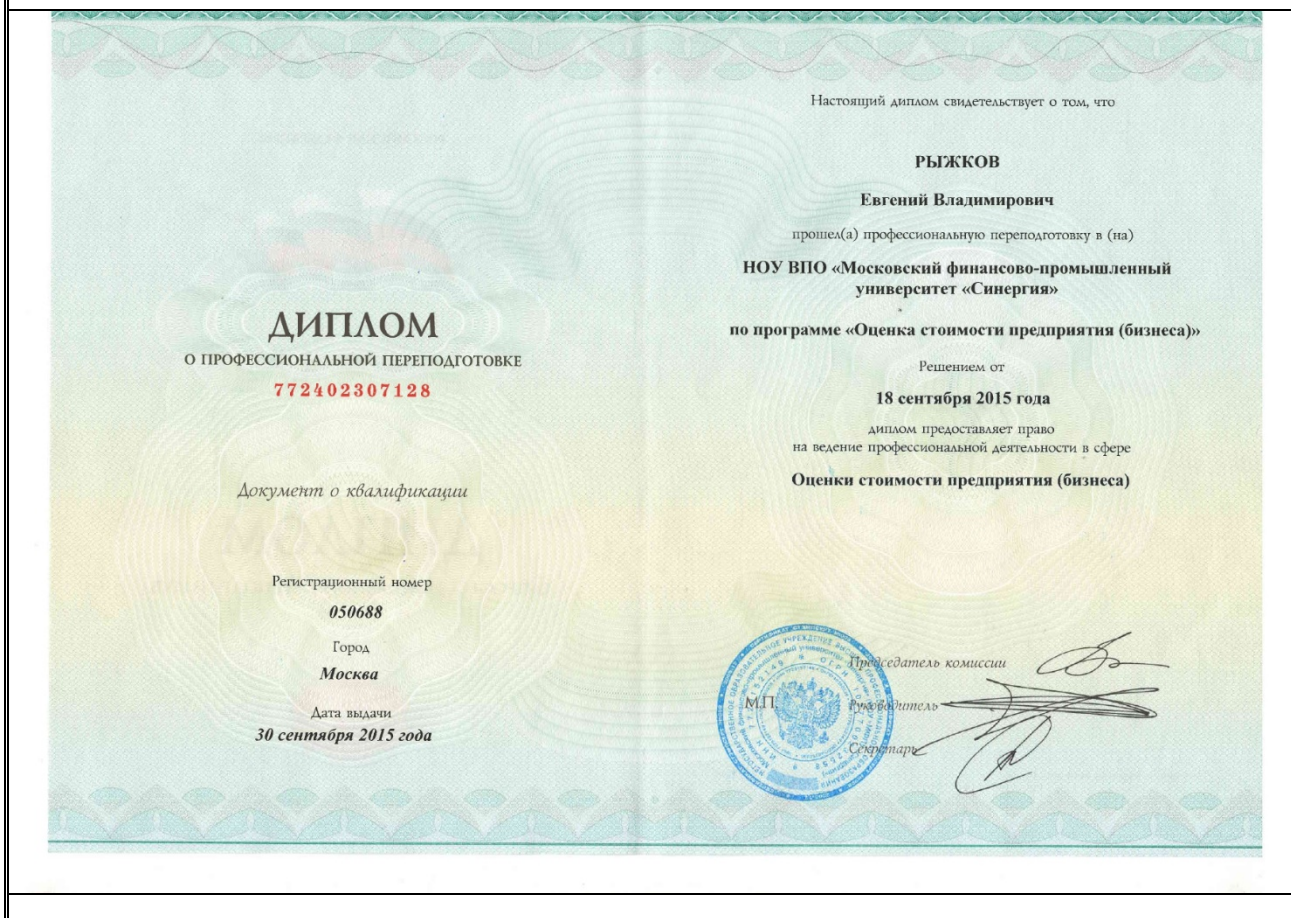 ДИПЛОМ
О ПРОФЕССИОНАЛЬНОЙ ПЕРЕПОДГОТОВКЕ
772402307128
Документ о квалификации
Регистрационный номер
050688
Город
Москва
Дата выдачи
30 сентября 2015 года
Настоящий диплом свидетельствует о том, что
РЫЖКОВ
Евгений Владимирович
прошел(а) профессиональную переподготовку в (на)
НОУ ВПО «Московский финансово-промышленный
университет «Синергия»
по программе «Оценка стоимости предприятия (бизнеса)»
Решением от
18 сентября 2015 года
диплом предоставляет право
на ведение профессиональной деятельности в сфере
Оценки стоимости предприятия (бизнеса)
Председатель комиссии
М.П.
Руководитель
Секретарь